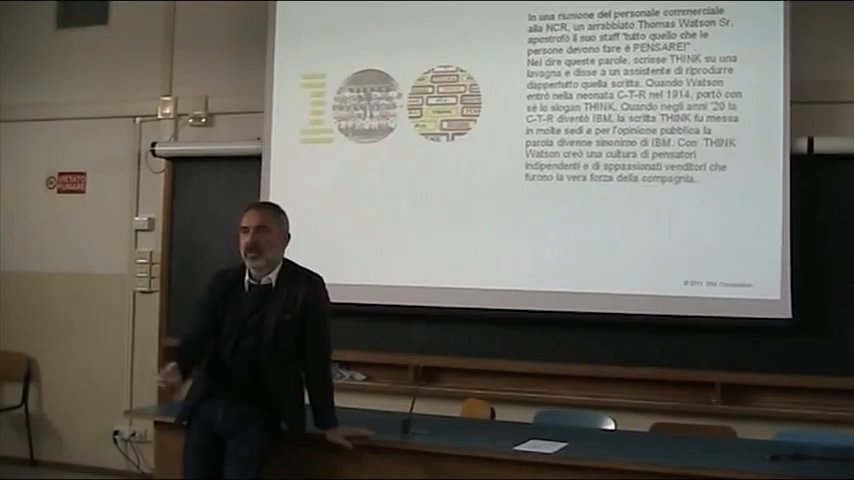 In una riunione del personale commerciale
alla NCR, un arrabbiato Thomas Watson Sr.
apostrofò il suo staff "tutto quello che le
persone devono fare è PENSARE!" .
Nel dire queste parole, scrisse THINK su una
lavagna e disse a un assistente di riprodurre
dappertutto quella scritta. Quando Watson
entrò nella neonata C-T-R nel 1914, portò con
sé lo slogan THINK. Quando negli anni '20 la
C-T-R diventò IBM, la scritta THINK fu messa
in molte sedi e per l'opinione pubblica la
parola divenne sinonimo di IBM. Con THINK
Watson creò una cultura di pensatori
indipendenti e di appassionati venditori che
furono la vera forza della compagnia.
VIETATO
FUMARE
IBM Corporation